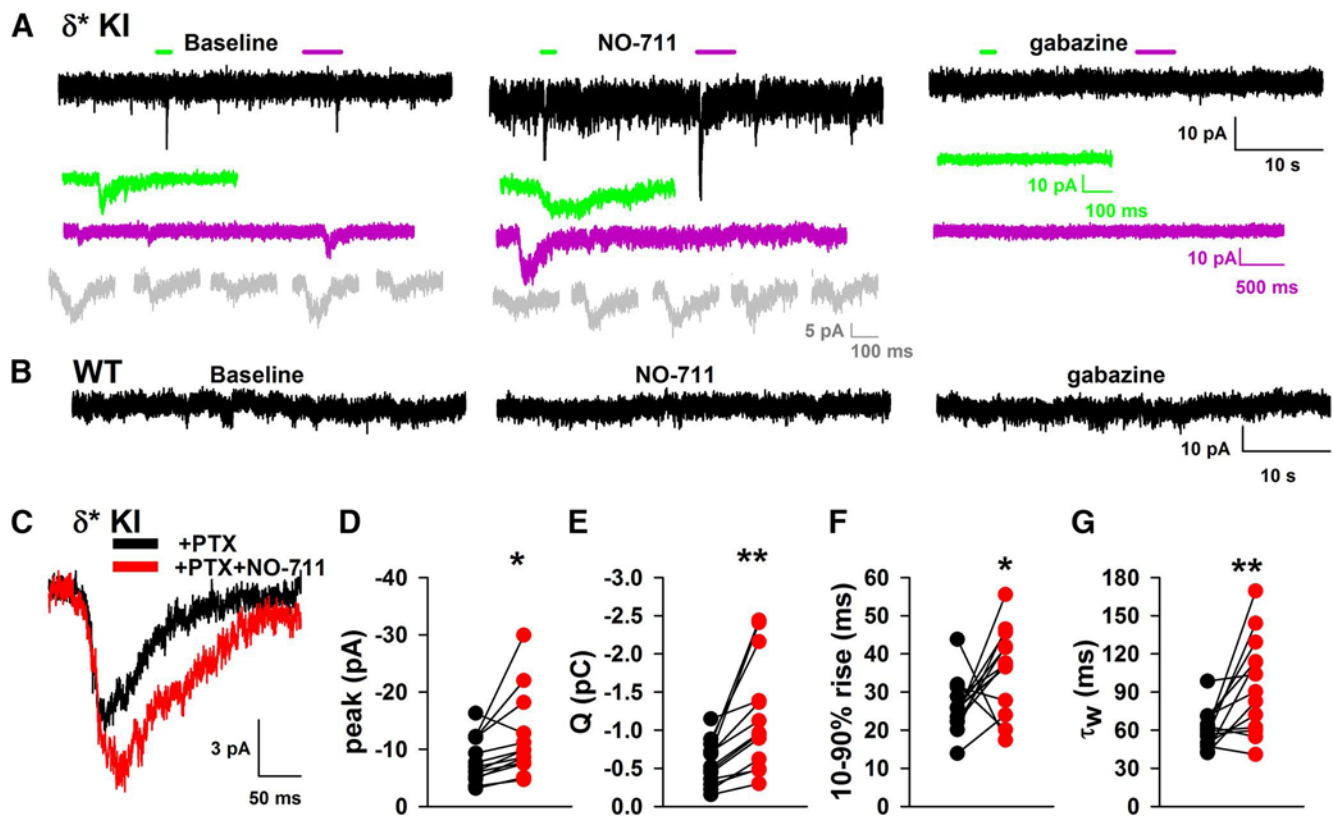 A δ* KI
Baseline NO-711 gabazine
10 pA
10 s
10 pA
100 ms
10 pA
500 ms
5 pA
100 ms
B WT
Baseline NO-711 gabazine
10 pA
10 s
C δ* KI
+PTX
+PTX+NO-711
3 pA
50 ms
D
*
peak (pA)
-40
-30
-20
-10
0
E
**
Q (pC)
-3.0
-2.5
-2.0
-1.5
-1.0
-0.5
0.0
F
*
10-90% rise (ms)
60
50
40
30
20
10
0
G
**
τw (ms)
180
150
120
90
60
30
0